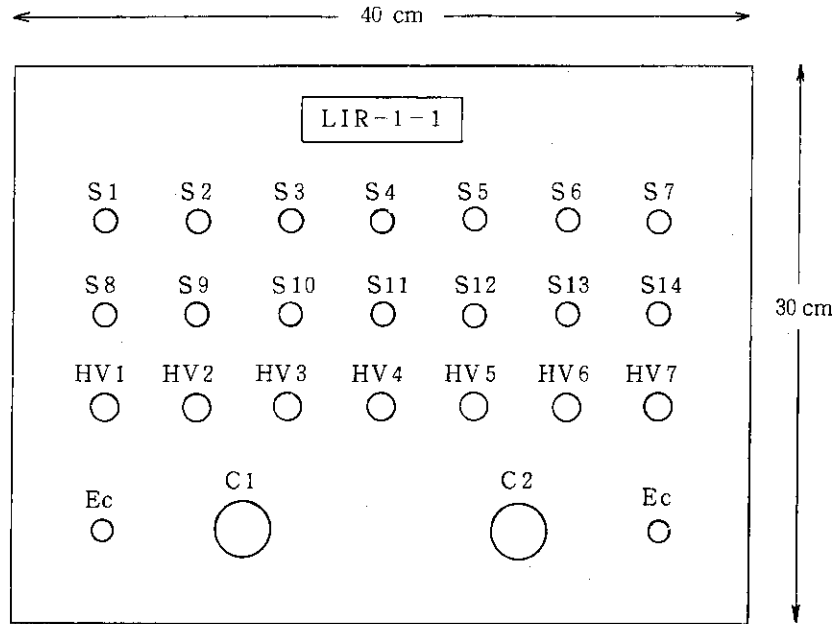 40 cm
LIR-1-1
S1 S2 S3 S4 S5 S6 S7
S8 S9 S10 S11 S12 S13 S14
30 cm
HV1 HV2 HV3 HV4 HV5 HV6 HV7
Ec C1 C2 Ec